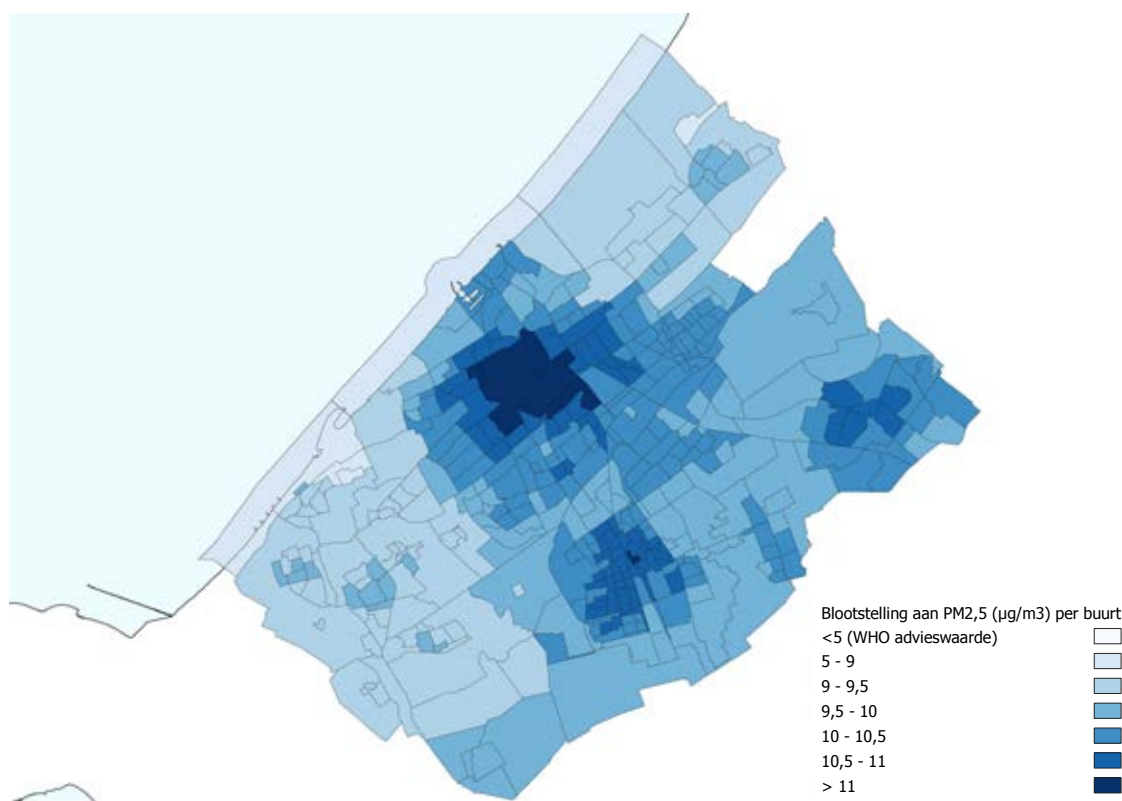 Blootstelling aan PM2,5 (µg/m3) per buurt
<5 (WHO advieswaarde)
5 - 9
9 - 9,5
9,5 - 10
10 - 10,5
10,5 - 11
> 11